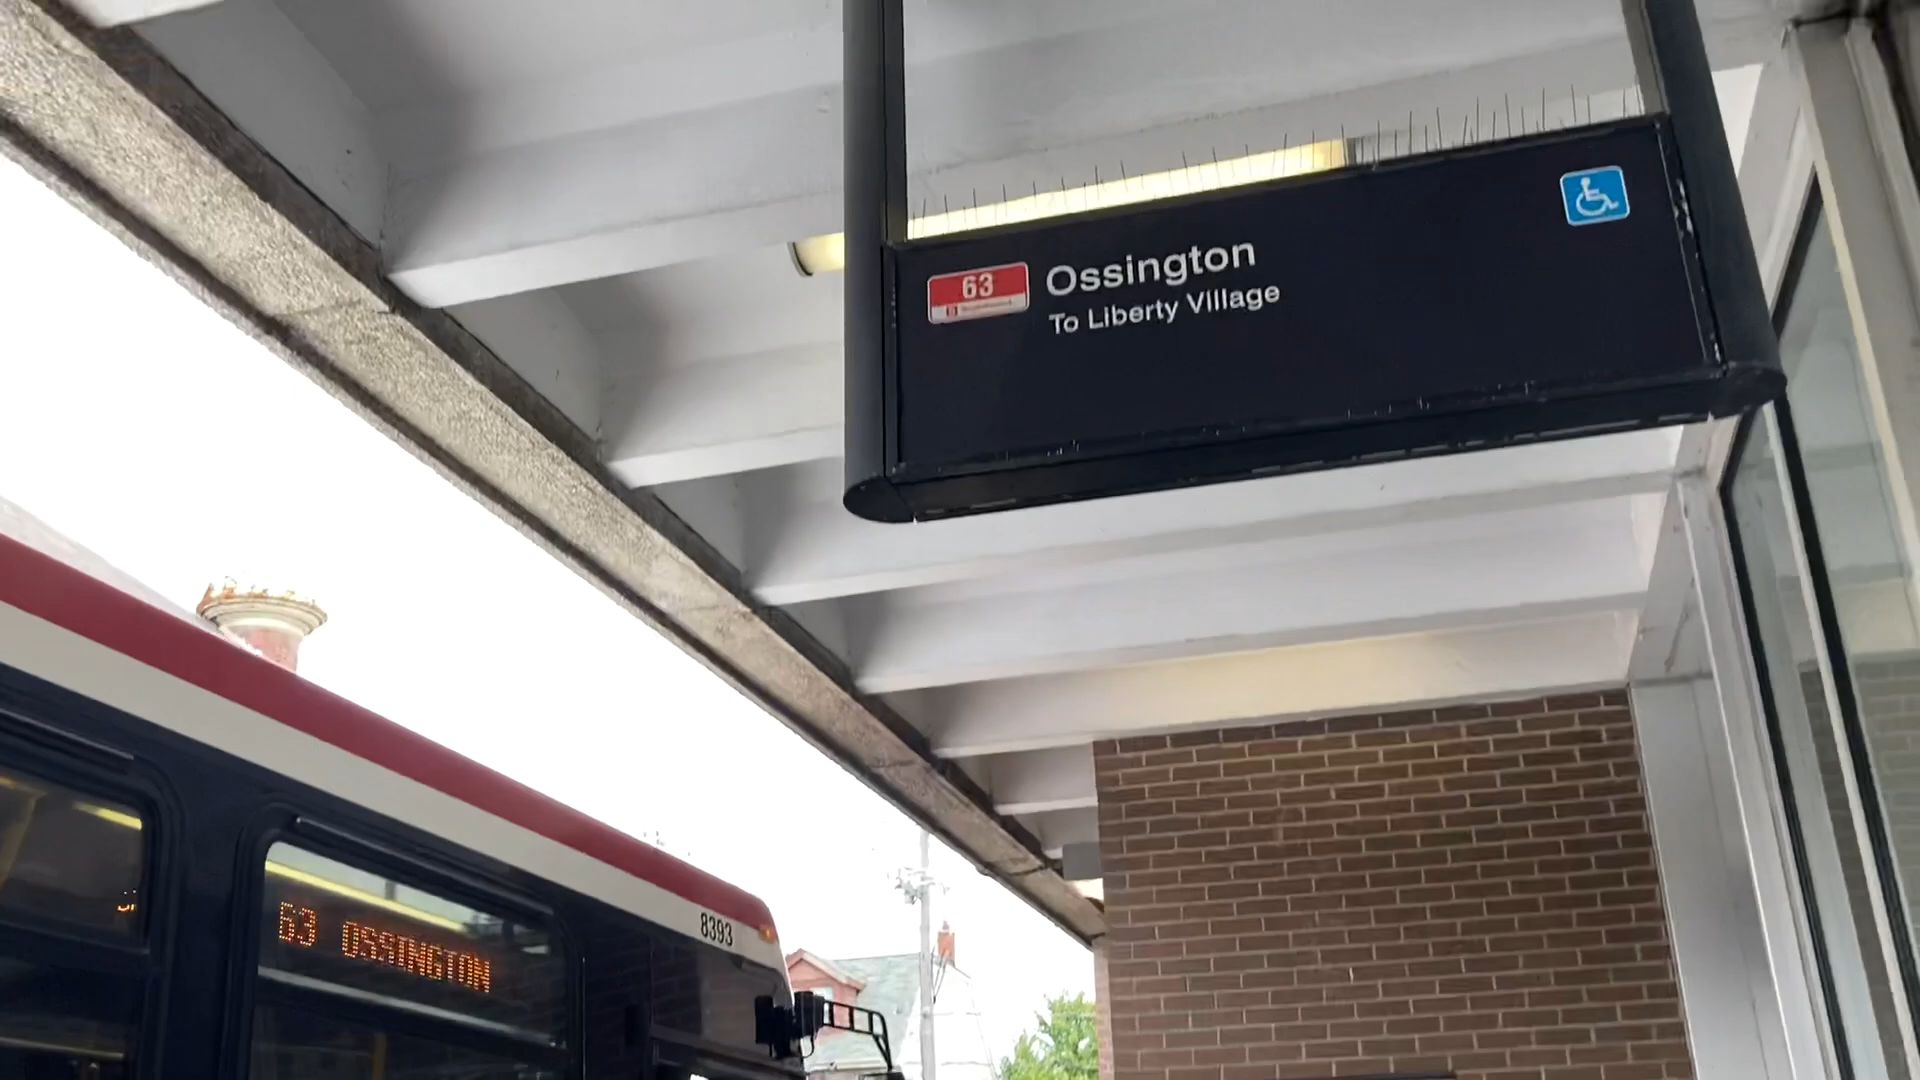 63
Ossington
To Liberty Village
8393
63 OSSINGTON